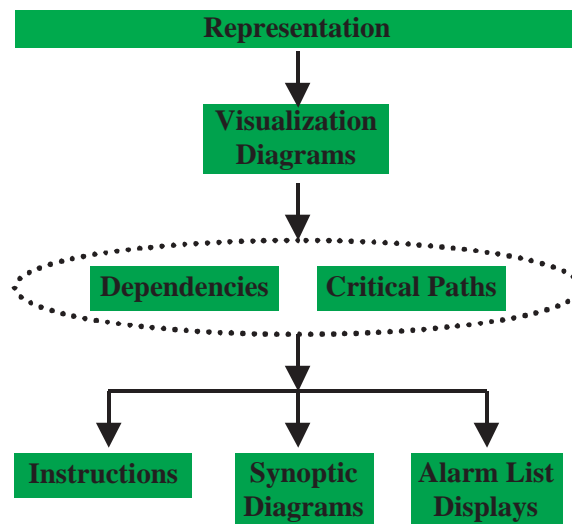 Representation
Visualization
Diagrams
Dependencies
Critical Paths
Instructions
Synoptic
Diagrams
Alarm List
Displays